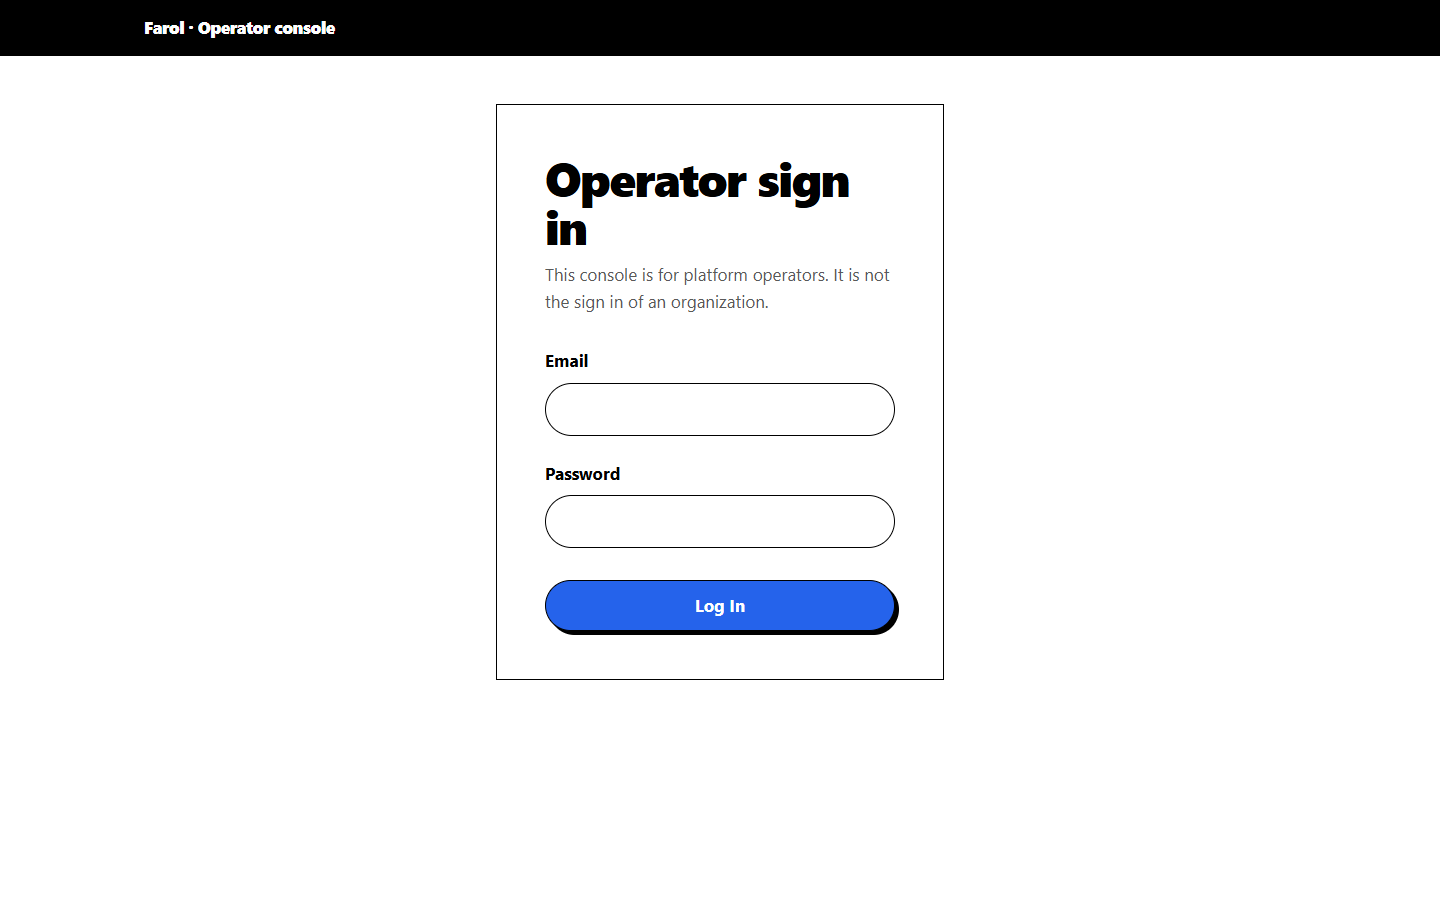 Farol · Operator console
Operator sign
in
This console is for platform operators. It is not
the sign in of an organization.
Email
Password
Log In